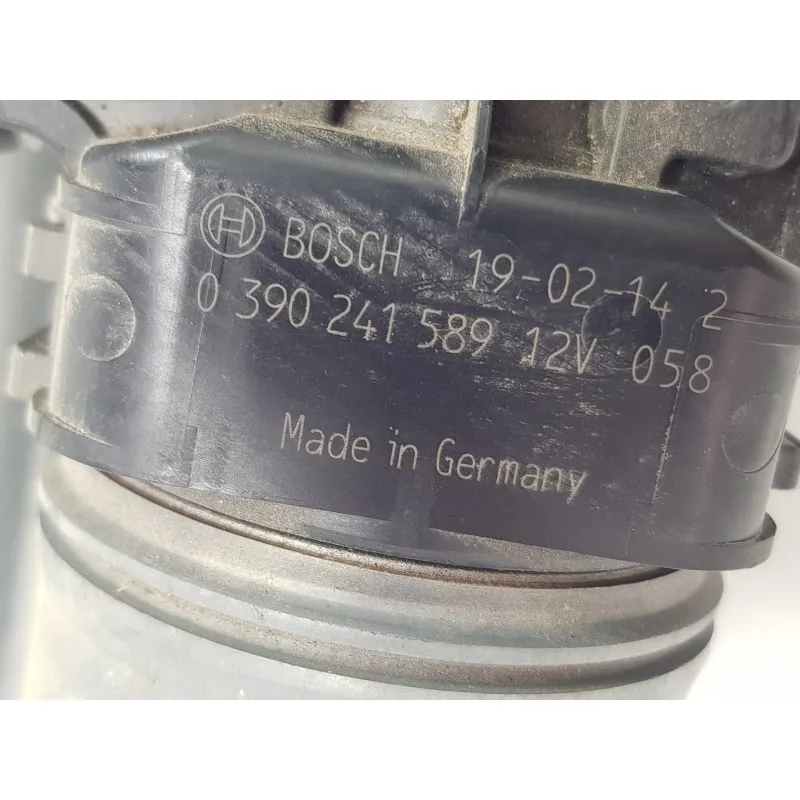 BOSCH 19-02-14 2
0 390 241 589 12V 058
Made in Germany